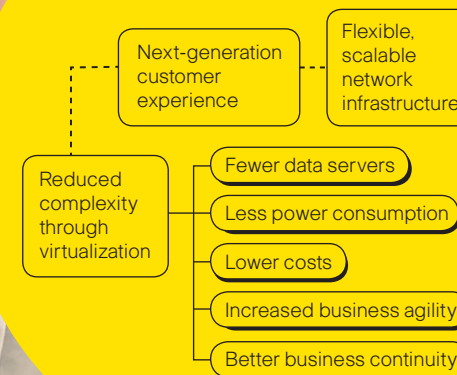 Next-generation
customer
experience
Flexible,
scalable
network
infrastructure
Reduced
complexity
through
virtualization
Fewer data servers
Less power consumption
Lower costs
Increased business agility
Better business continuity